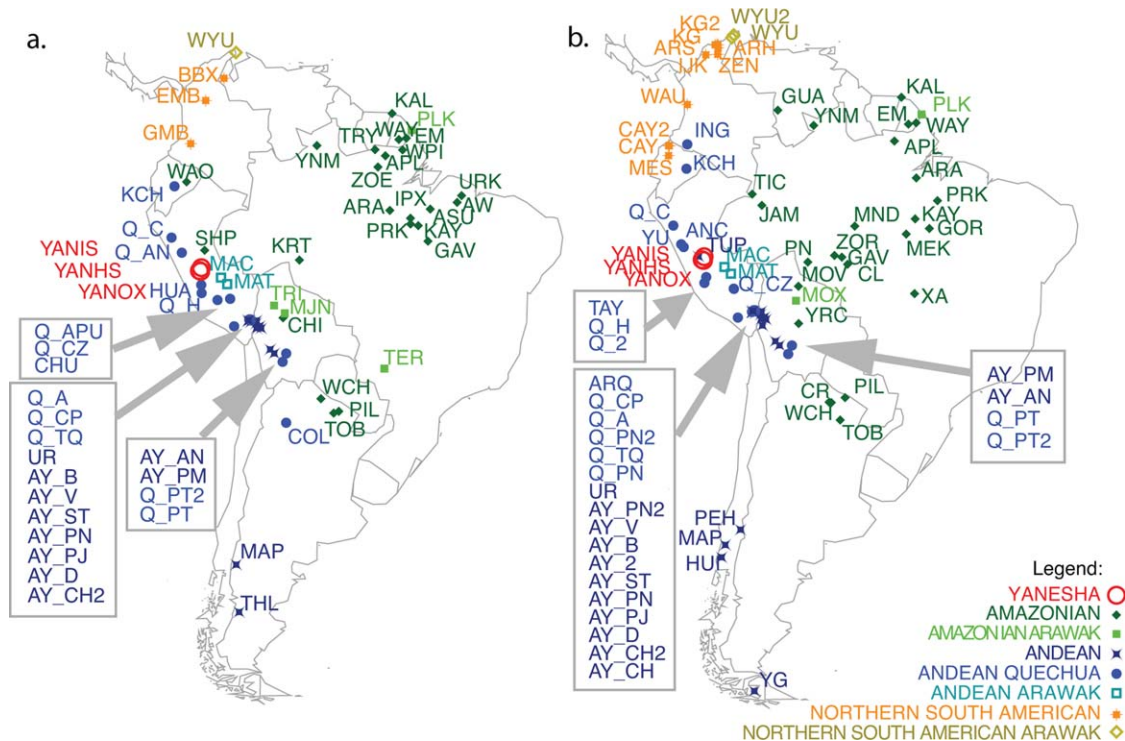 a.
WYU
BBX
EMB
GMB
WAO
KCH
Q_C
Q_AN
SHP
YANIS
YANHS
YANOX
HUA
Q_H
MAC
MAT
KRT
TRI
MJN
CHI
YNM
KAL
PLK
TRY
WAY
EM
WPI
APL
ZOE
URK
ARA
IPX
AW
ASU
PRK
KAY
GAV
TER
WCH
PIL
TOB
COL
MAP
THL
Q_APU
Q_CZ
CHU
Q_A
Q_CP
Q_TQ
UR
AY_B
AY_V
AY_ST
AY_PN
AY_PJ
AY_D
AY_CH2
AY_AN
AY_PM
Q_PT2
Q_PT
b.
WYU2
WYU
KG2
KG
ARS
ARH
IJK
ZEN
WAU
CAY2
CAY
MES
ING
KCH
GUA
YNM
KAL
PLK
EM
WAY
APL
ARA
TIC
JAM
PRK
MND
KAY
GOR
MEK
Q_C
YU
ANC
TUP
YANIS
YANHS
YANOX
MAC
MAT
Q_CZ
PN
ZOR
GAV
MOV
CL
MOX
YRC
XA
CR
PIL
WCH
TOB
PEH
MAP
HUI
YG
TAY
Q_H
Q_2
ARQ
Q_CP
Q_A
Q_PN2
Q_TQ
Q_PN
UR
AY_PN2
AY_V
AY_B
AY_2
AY_ST
AY_PN
AY_PJ
AY_D
AY_CH2
AY_CH
AY_PM
AY_AN
Q_PT
Q_PT2
Legend:
YANESHA
AMAZONIAN
AMAZONIAN ARAWAK
ANDEAN
ANDEAN QUECHUA
ANDEAN ARAWAK
NORTHERN SOUTH AMERICAN
NORTHERN SOUTH AMERICAN ARAWAK